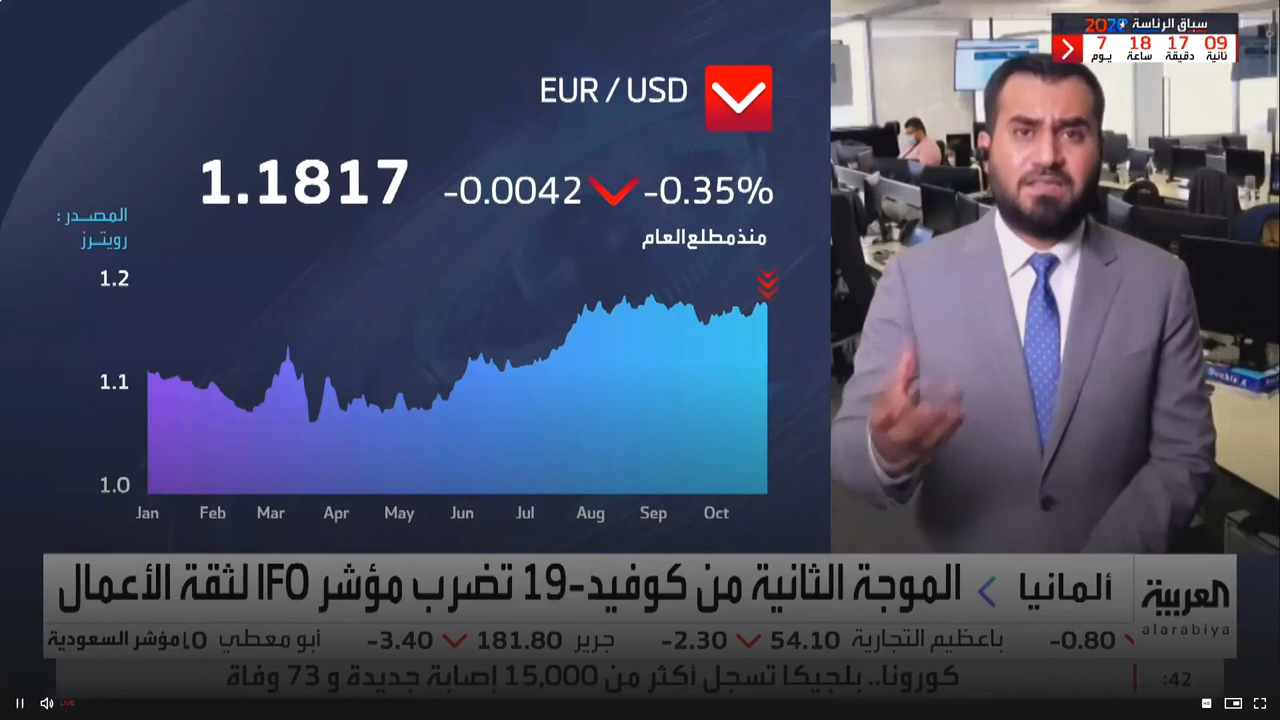 سباق الرئاسة 2020
7 يوم 18 ساعة 17 دقيقة 09 ثانية
EUR / USD
1.1817 -0.0042 -0.35%
المصدر:
رويترز
منذ مطلع العام
1.2
1.1
1.0
Jan Feb Mar Apr May Jun Jul Aug Sep Oct
Double A
ألمانيا
الموجة الثانية من كوفيد-19 تضرب مؤشر IFO لثقة الأعمال
العربية
alarabiya
-0.80 باعظيم التجارية 54.10 -2.30 جرير 181.80 -3.40 أبو معطي مؤشر السعودية
:42 كورونا.. بلجيكا تسجل أكثر من 15,000 إصابة جديدة و 73 وفاة
LIVE
HD